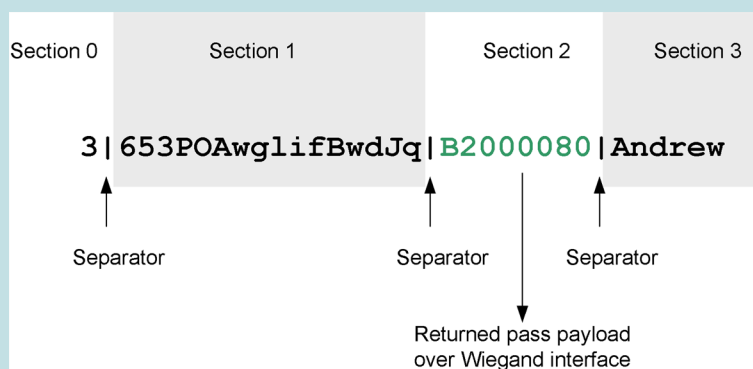 Section 0 Section 1 Section 2 Section 3
3|653POAwglifBwdJq|B2000080|Andrew
Separator Separator Separator
Returned pass payload
over Wiegand interface